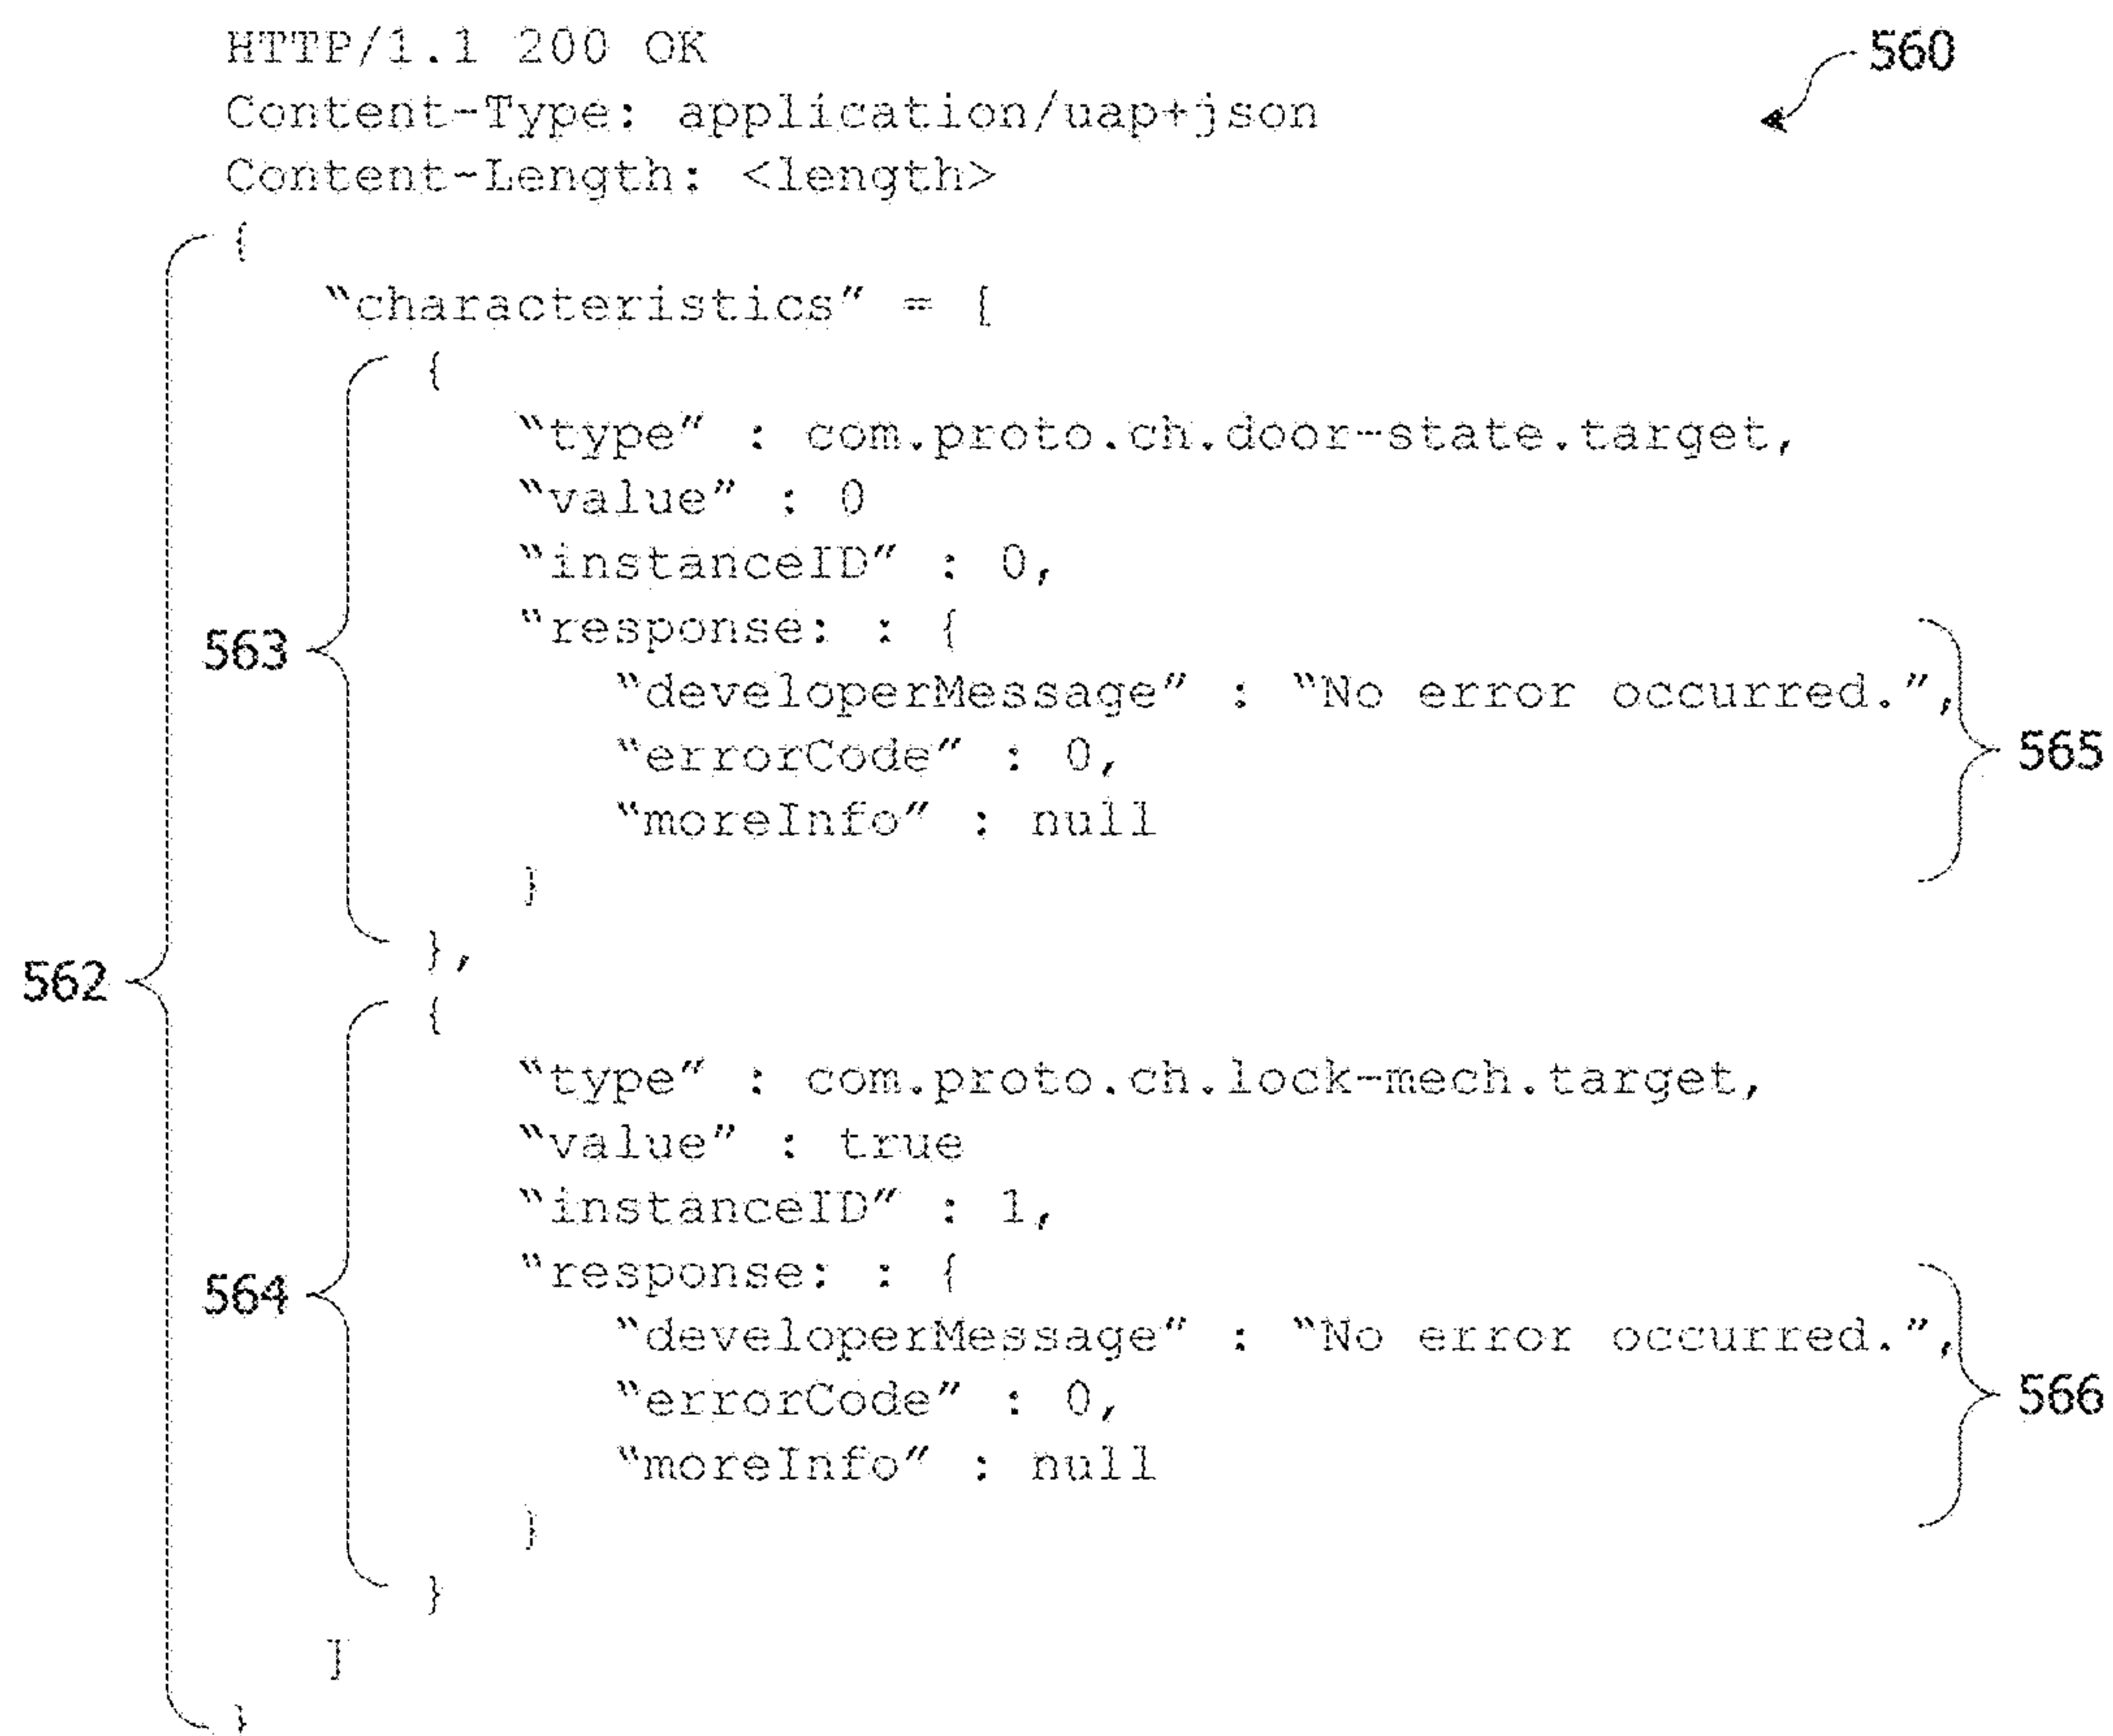 HTTP/1.1 200 OK
560
Content-Type: application/uap+json
Content-Length: <length>
{
“characteristics” = [
{
“type” : com.proto.ch.door-state.target,
“value” : 0
“instanceID” : 0,
“response: : {
563
“developerMessage” : “No error occurred.”,
“errorCode” : 0,
565
“moreInfo” : null
}
},
562
{
“type” : com.proto.ch.lock-mech.target,
“value” : true
“instanceID” : 1,
“response: : {
564
“developerMessage” : “No error occurred.”,
“errorCode” : 0,
566
“moreInfo” : null
}
}
]
}